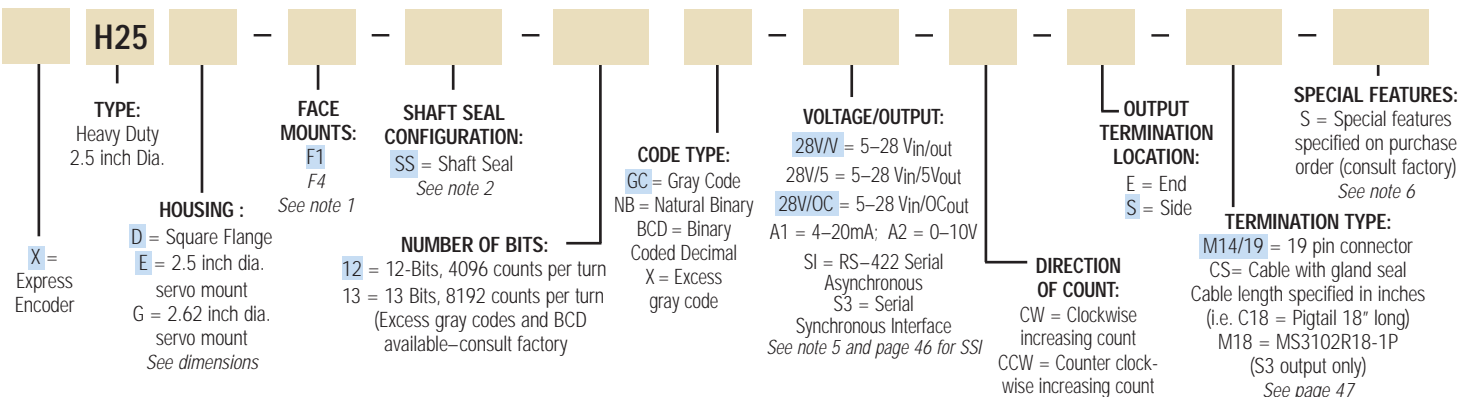 H25
X =
Express
Encoder
TYPE:
Heavy Duty
2.5 inch Dia.
HOUSING :
D = Square Flange
E = 2.5 inch dia.
servo mount
G = 2.62 inch dia.
servo mount
See dimensions
FACE
MOUNTS:
F1
F4
See note 1
SHAFT SEAL
CONFIGURATION:
SS = Shaft Seal
See note 2
NUMBER OF BITS:
12 = 12-Bits, 4096 counts per turn
13 = 13 Bits, 8192 counts per turn
(Excess gray codes and BCD
available–consult factory
CODE TYPE:
GC = Gray Code
NB = Natural Binary
BCD = Binary
Coded Decimal
X = Excess
gray code
VOLTAGE/OUTPUT:
28V/V = 5–28 Vin/out
28V/5 = 5–28 Vin/5Vout
28V/OC = 5–28 Vin/OCout
A1 = 4–20mA; A2 = 0–10V
SI = RS–422 Serial
Asynchronous
S3 = Serial
Synchronous Interface
See note 5 and page 46 for SSI
DIRECTION
OF COUNT:
CW = Clockwise
increasing count
CCW = Counter clock-
wise increasing count
OUTPUT
TERMINATION
LOCATION:
E = End
S = Side
TERMINATION TYPE:
M14/19 = 19 pin connector
CS= Cable with gland seal
Cable length specified in inches
(i.e. C18 = Pigtail 18" long)
M18 = MS3102R18-1P
(S3 output only)
See page 47
SPECIAL FEATURES:
S = Special features
specified on purchase
order (consult factory)
See note 6